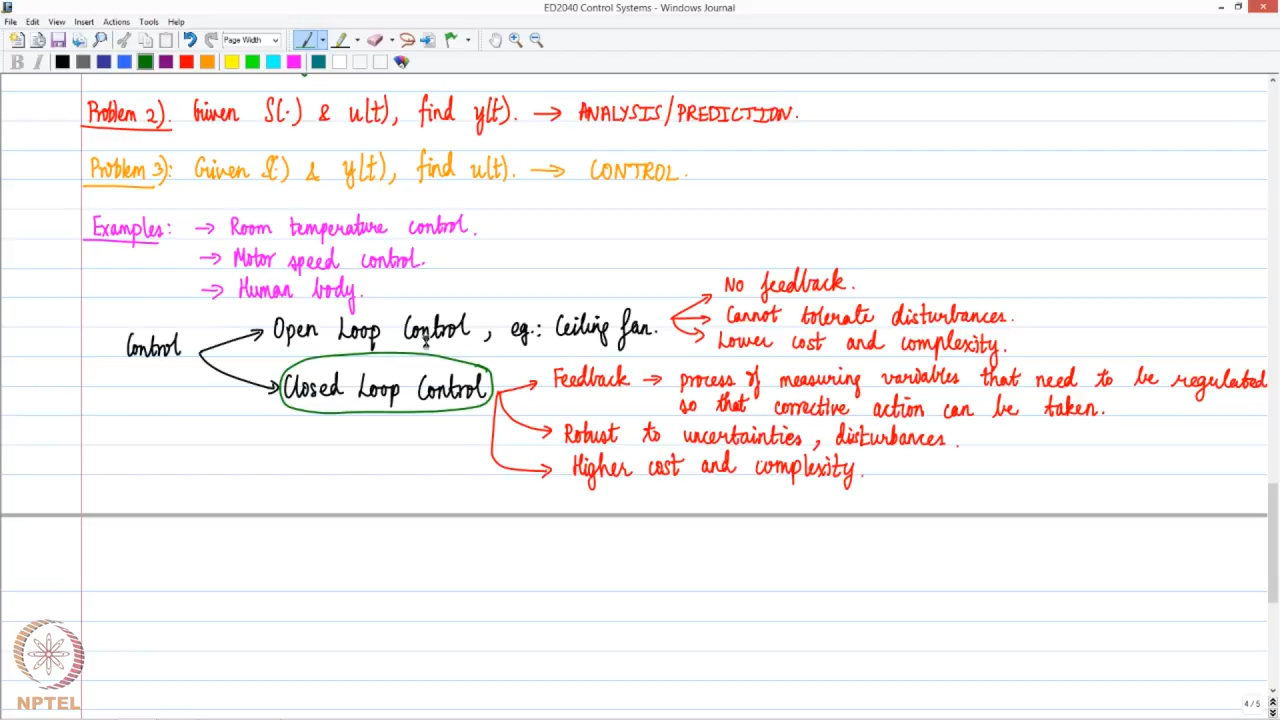 ED2040 Control Systems - Windows Journal
File Edit View Insert Actions Tools Help
Page Width
Problem 2). Given S(·) & u(t), find y(t). → ANALYSIS/PREDICTION.
Problem 3): Given S(·) & y(t), find u(t). → CONTROL.
Examples: → Room temperature control.
→ Motor speed control.
→ Human body.
Control
Open Loop Control, eg.: Ceiling fan.
No feedback.
Cannot tolerate disturbances.
Lower cost and complexity.
Closed Loop Control
Feedback → process of measuring variables that need to be regulated
so that corrective action can be taken.
Robust to uncertainties, disturbances.
Higher cost and complexity.
NPTEL
4 / 5